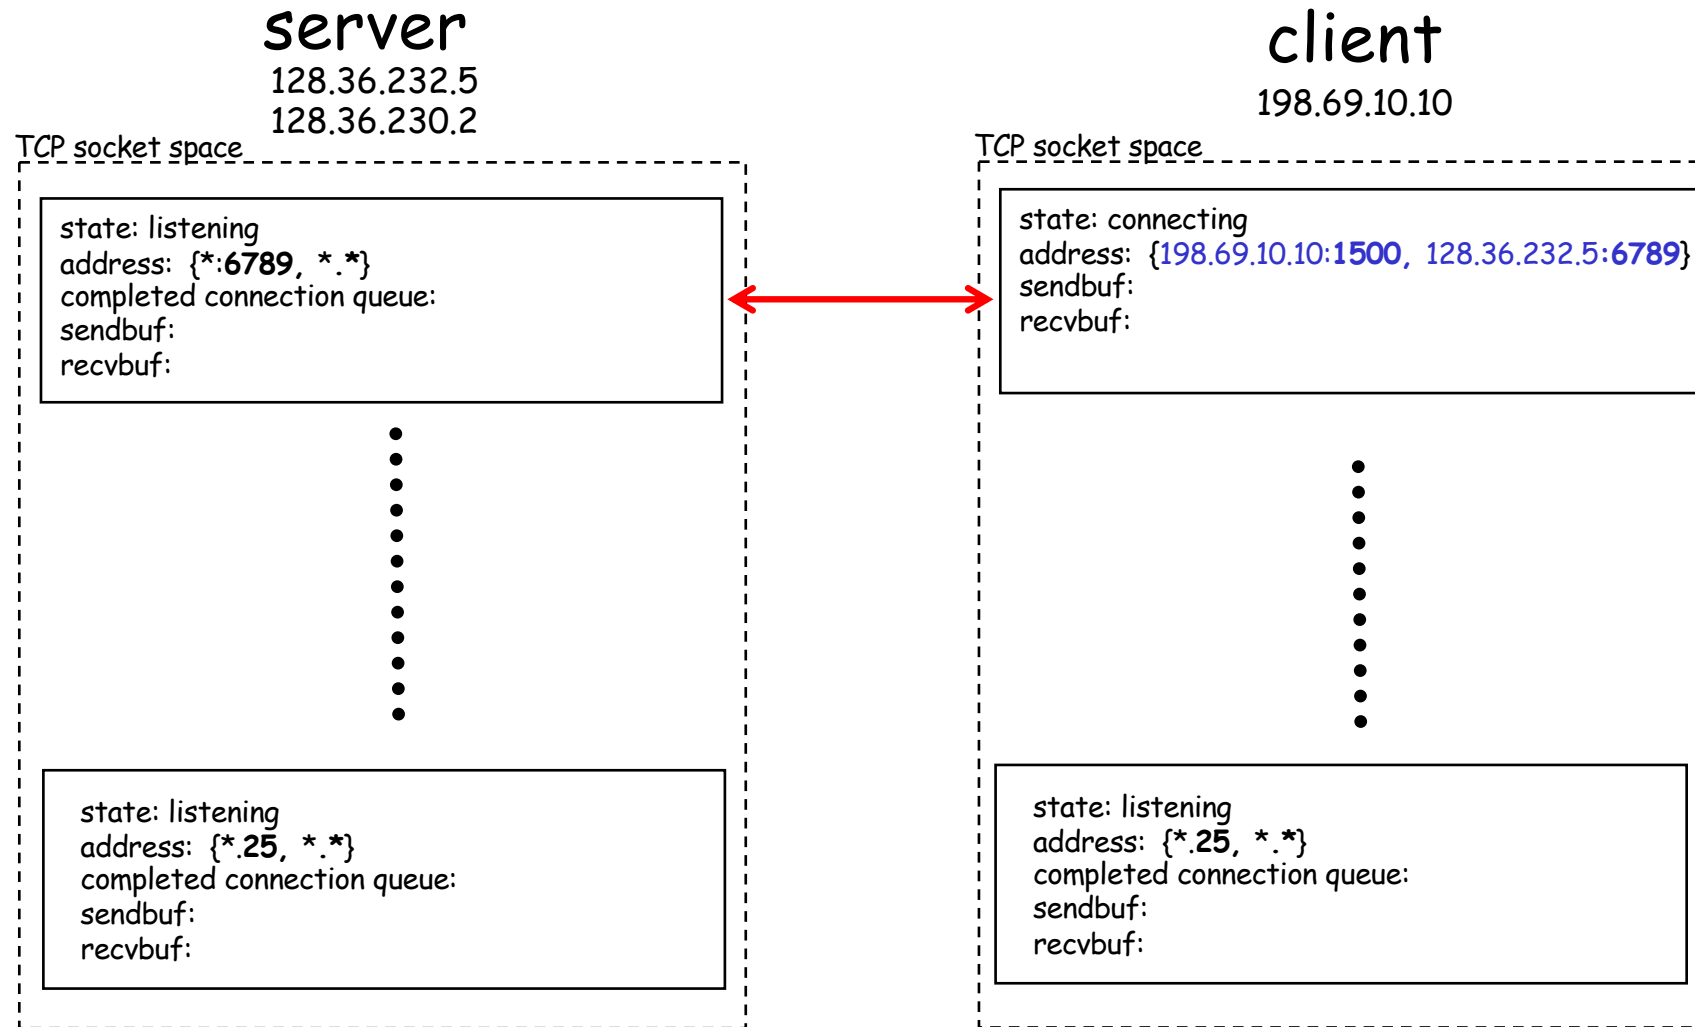 server
128.36.232.5
128.36.230.2
TCP socket space
state: listening
address: {*:6789, *.*}
completed connection queue:
sendbuf:
recvbuf:
state: listening
address: {*.25, *.*}
completed connection queue:
sendbuf:
recvbuf:
client
198.69.10.10
TCP socket space
state: connecting
address: {198.69.10.10:1500, 128.36.232.5:6789}
sendbuf:
recvbuf:
state: listening
address: {*.25, *.*}
completed connection queue:
sendbuf:
recvbuf: